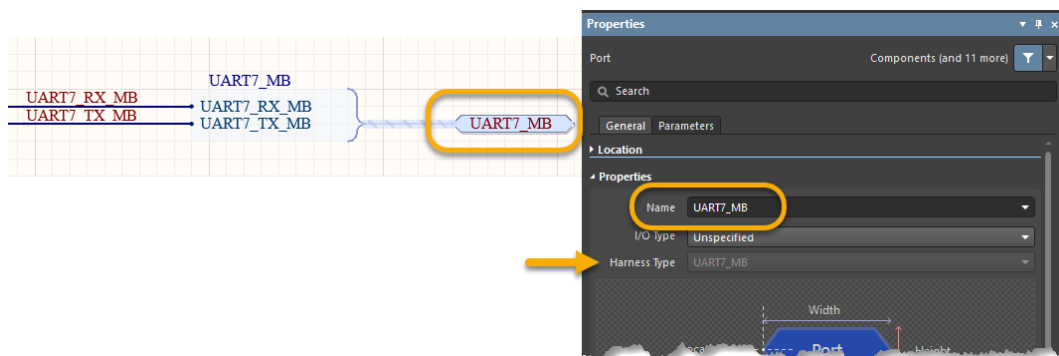 UART7_MB
UART7_RX_MB
UART7_TX_MB
UART7_RX_MB
UART7_TX_MB
UART7_MB
Properties
Port
Components (and 11 more)
Search
General
Parameters
Location
Properties
Name
UART7_MB
I/O Type
Unspecified
Harness Type
UART7_MB
Width
Port
Height